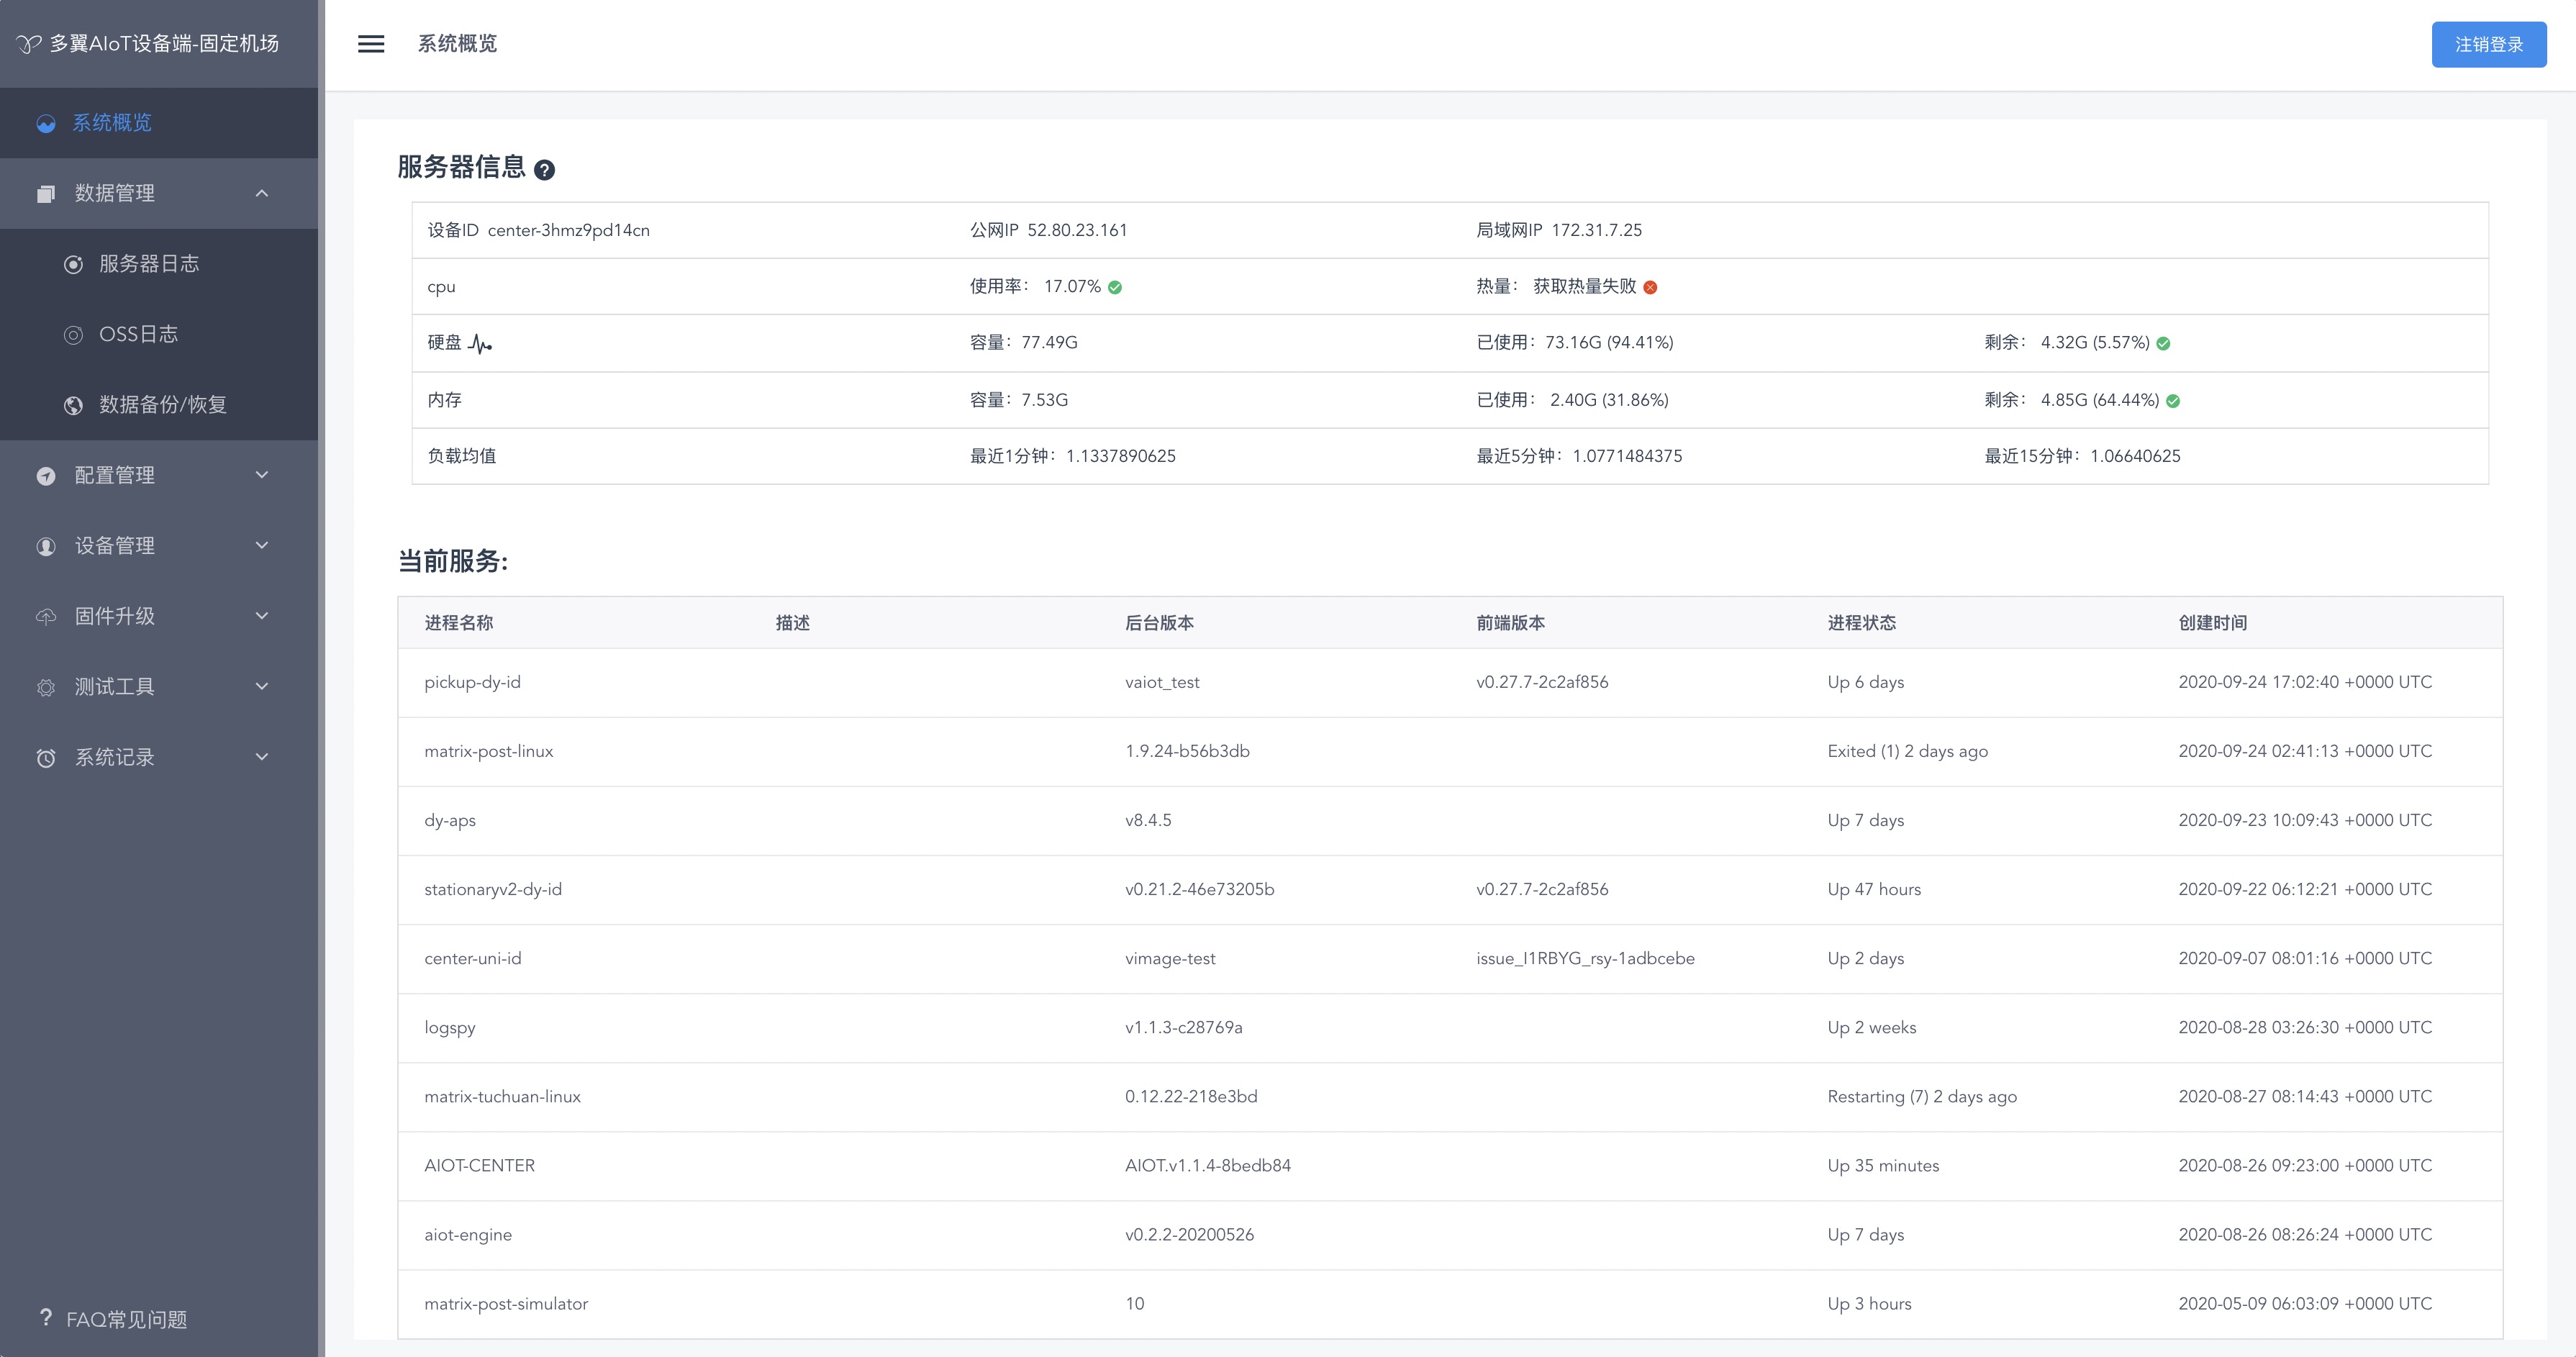 多翼AIoT设备端-固定机场
系统概览
注销登录
系统概览
数据管理
服务器日志
OSS日志
数据备份/恢复
配置管理
设备管理
固件升级
测试工具
系统记录
? FAQ常见问题
服务器信息 ?
设备ID center-3hmz9pd14cn 公网IP 52.80.23.161 局域网IP 172.31.7.25
cpu 使用率: 17.07% 热量: 获取热量失败
硬盘 容量: 77.49G 已使用: 73.16G (94.41%) 剩余: 4.32G (5.57%)
内存 容量: 7.53G 已使用: 2.40G (31.86%) 剩余: 4.85G (64.44%)
负载均值 最近1分钟: 1.1337890625 最近5分钟: 1.0771484375 最近15分钟: 1.06640625
当前服务:
进程名称 描述 后台版本 前端版本 进程状态 创建时间
pickup-dy-id vaiot_test v0.27.7-2c2af856 Up 6 days 2020-09-24 17:02:40 +0000 UTC
matrix-post-linux 1.9.24-b56b3db Exited (1) 2 days ago 2020-09-24 02:41:13 +0000 UTC
dy-aps v8.4.5 Up 7 days 2020-09-23 10:09:43 +0000 UTC
stationaryv2-dy-id v0.21.2-46e73205b v0.27.7-2c2af856 Up 47 hours 2020-09-22 06:12:21 +0000 UTC
center-uni-id vimage-test issue_I1RBYG_rsy-1adbcebe Up 2 days 2020-09-07 08:01:16 +0000 UTC
logspy v1.1.3-c28769a Up 2 weeks 2020-08-28 03:26:30 +0000 UTC
matrix-tuchuan-linux 0.12.22-218e3bd Restarting (7) 2 days ago 2020-08-27 08:14:43 +0000 UTC
AIOT-CENTER AIOT.v1.1.4-8bedb84 Up 35 minutes 2020-08-26 09:23:00 +0000 UTC
aiot-engine v0.2.2-20200526 Up 7 days 2020-08-26 08:26:24 +0000 UTC
matrix-post-simulator 10 Up 3 hours 2020-05-09 06:03:09 +0000 UTC